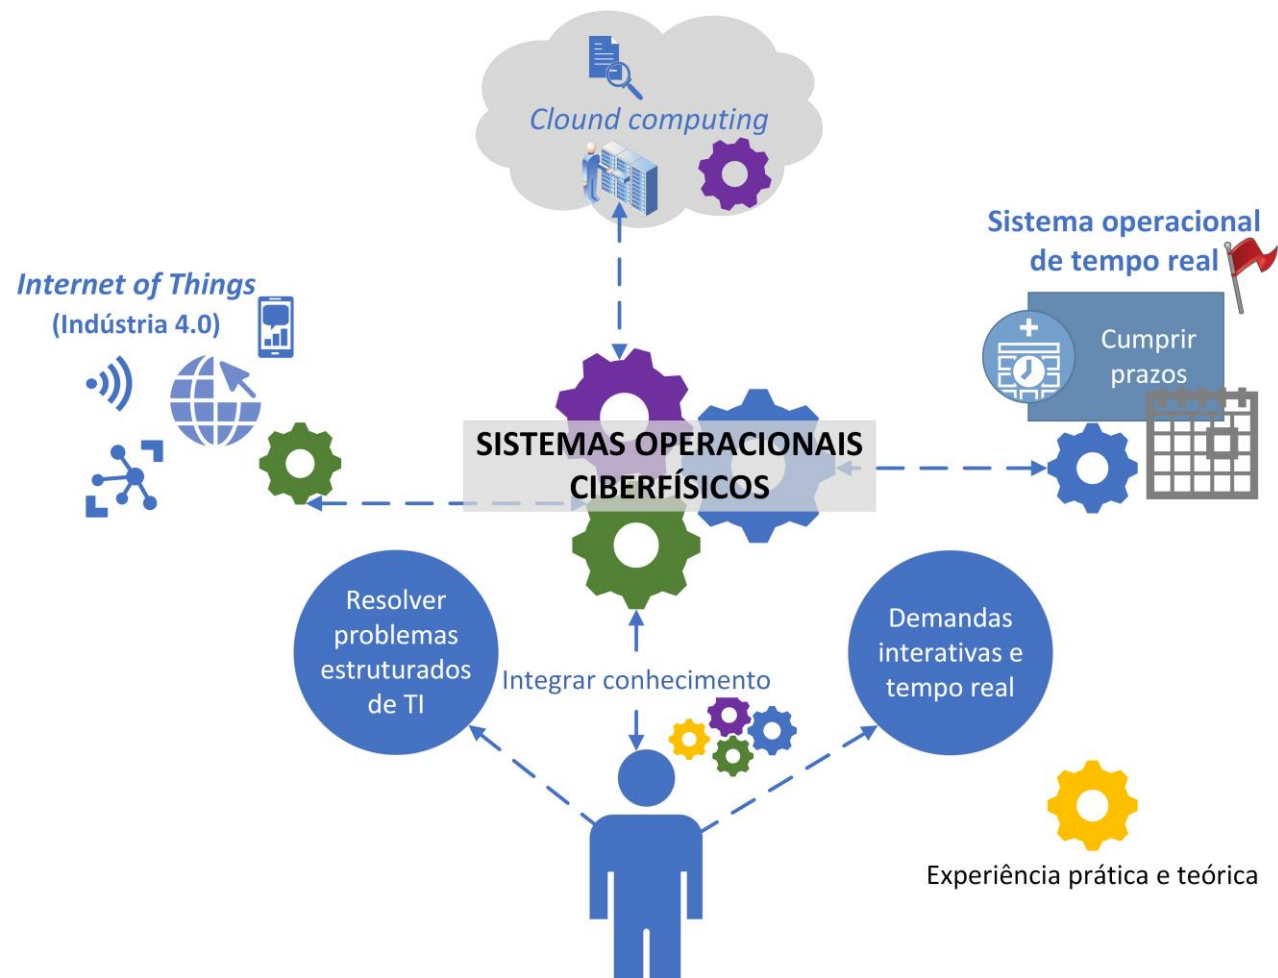 Clound computing
Sistema operacional
de tempo real
Internet of Things
(Indústria 4.0)
Cumprir
prazos
SISTEMAS OPERACIONAIS
CIBERFÍSICOS
Resolver
problemas
estruturados
de TI
Integrar conhecimento
Demandas
interativas e
tempo real
Experiência prática e teórica